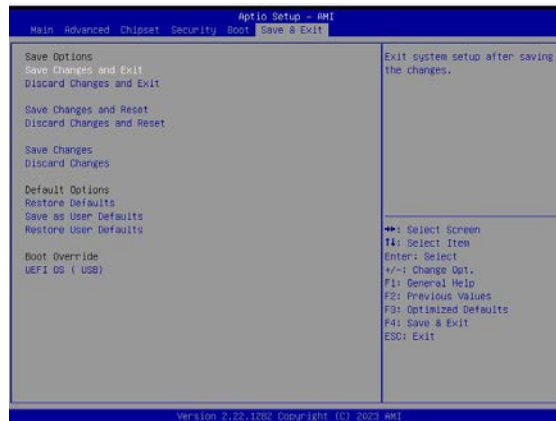 Aptio Setup - AMI
Main Advanced Chipset Security Boot Save & Exit
Save Options
Save Changes and Exit
Discard Changes and Exit
Save Changes and Reset
Discard Changes and Reset
Save Changes
Discard Changes
Default Options
Restore Defaults
Save as User Defaults
Restore User Defaults
Boot Override
UEFI OS ( USB)
Exit system setup after saving
the changes.
→←: Select Screen
↑↓: Select Item
Enter: Select
+/-: Change Opt.
F1: General Help
F2: Previous Values
F3: Optimized Defaults
F4: Save & Exit
ESC: Exit
Version 2.22.1282 Copyright (C) 2023 AMI